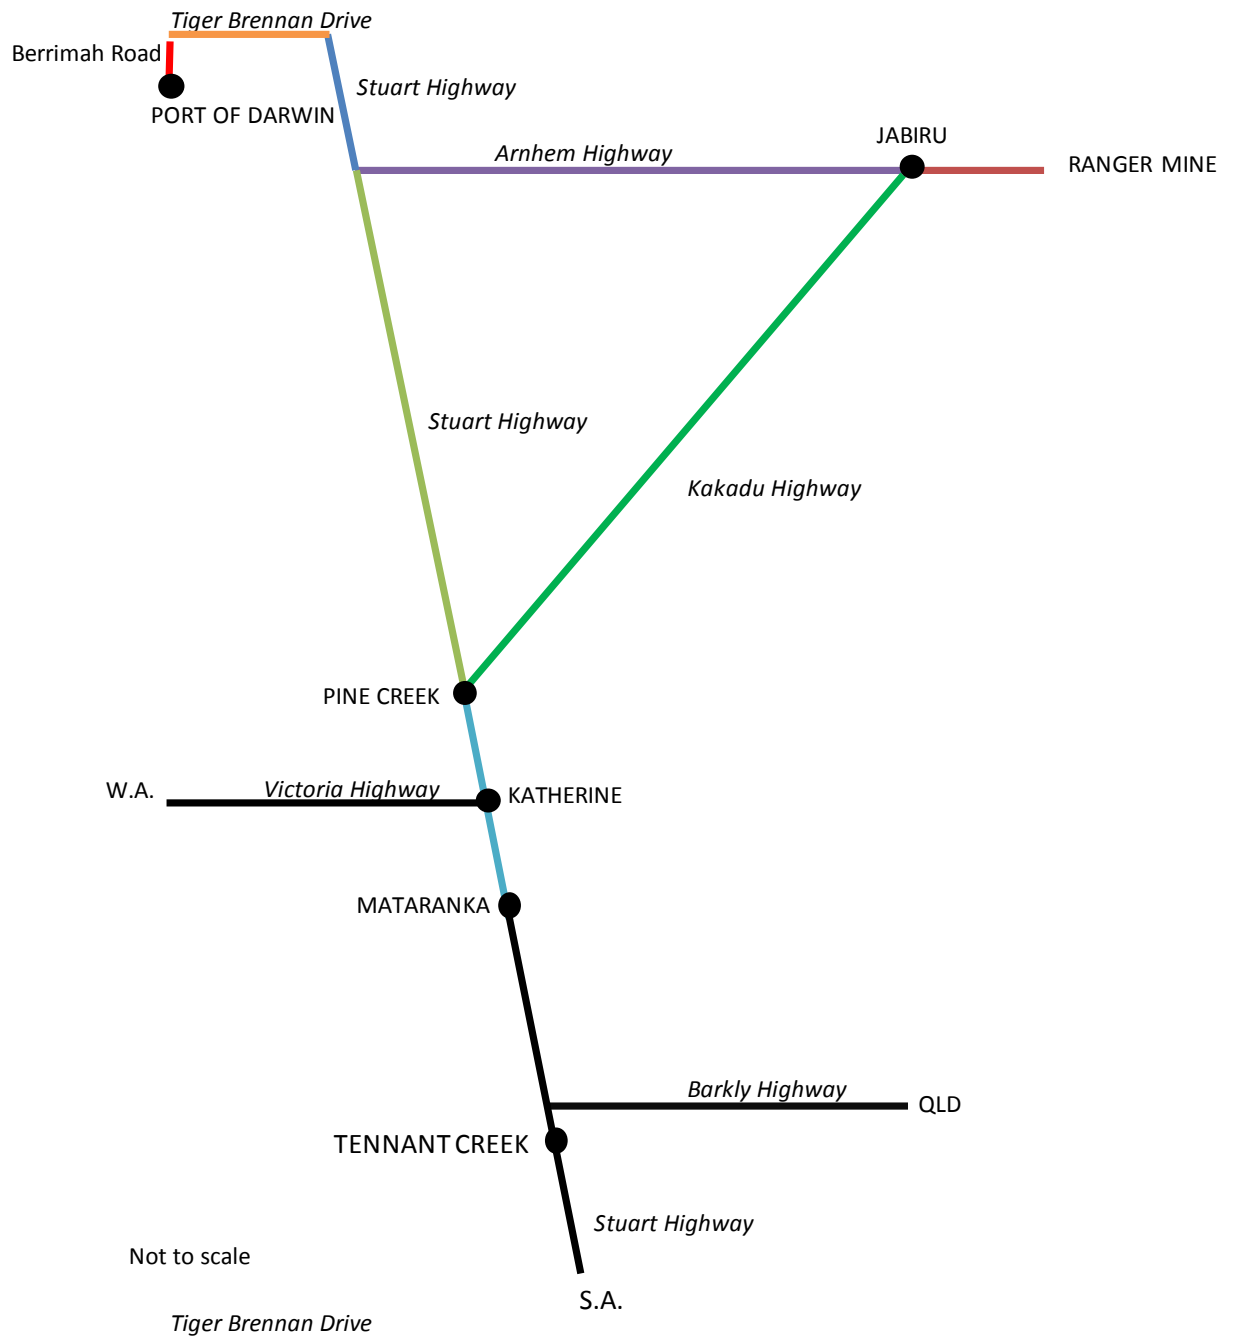 Tiger Brennan Drive
Berrimah Road
Stuart Highway
PORT OF DARWIN
JABIRU
Arnhem Highway
RANGER MINE
Stuart Highway
Kakadu Highway
PINE CREEK
W.A.
Victoria Highway
KATHERINE
MATARANKA
Barkly Highway
QLD
TENNANT CREEK
Stuart Highway
Not to scale
S.A.
Tiger Brennan Drive